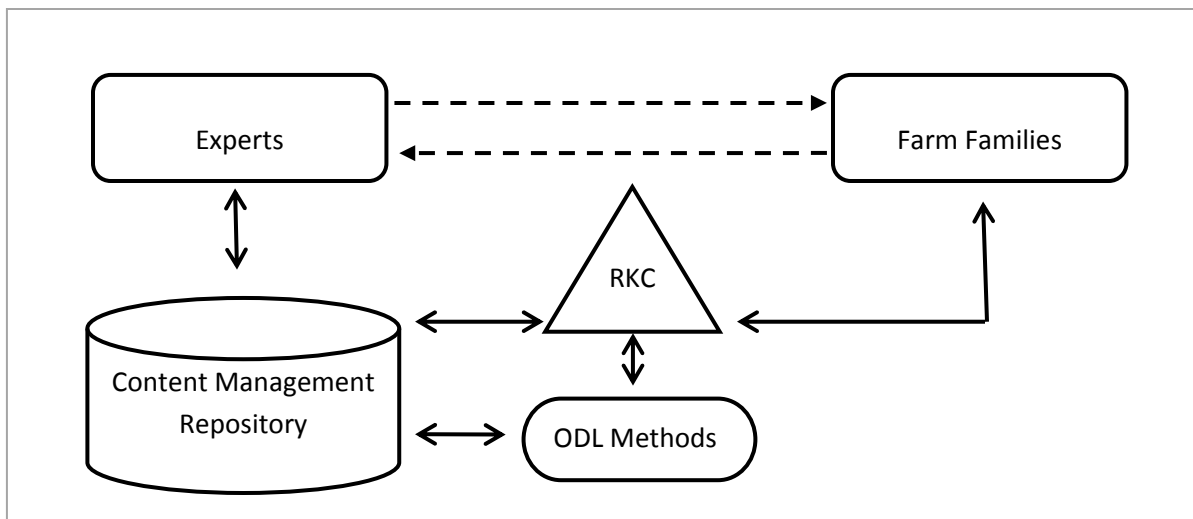 Experts
Farm Families
RKC
Content Management
Repository
ODL Methods